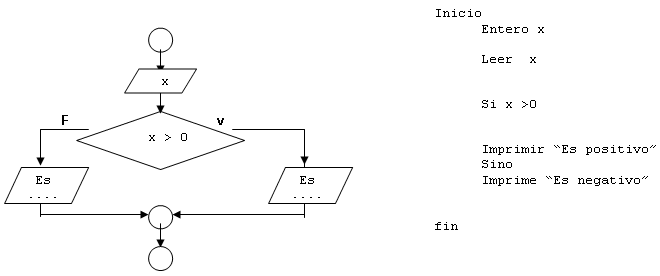 x
F
v
x > 0
Es
....
Es
....
Inicio
Entero x
Leer  x
Si x >0
Imprimir “Es positivo”
Sino
Imprime “Es negativo”
fin